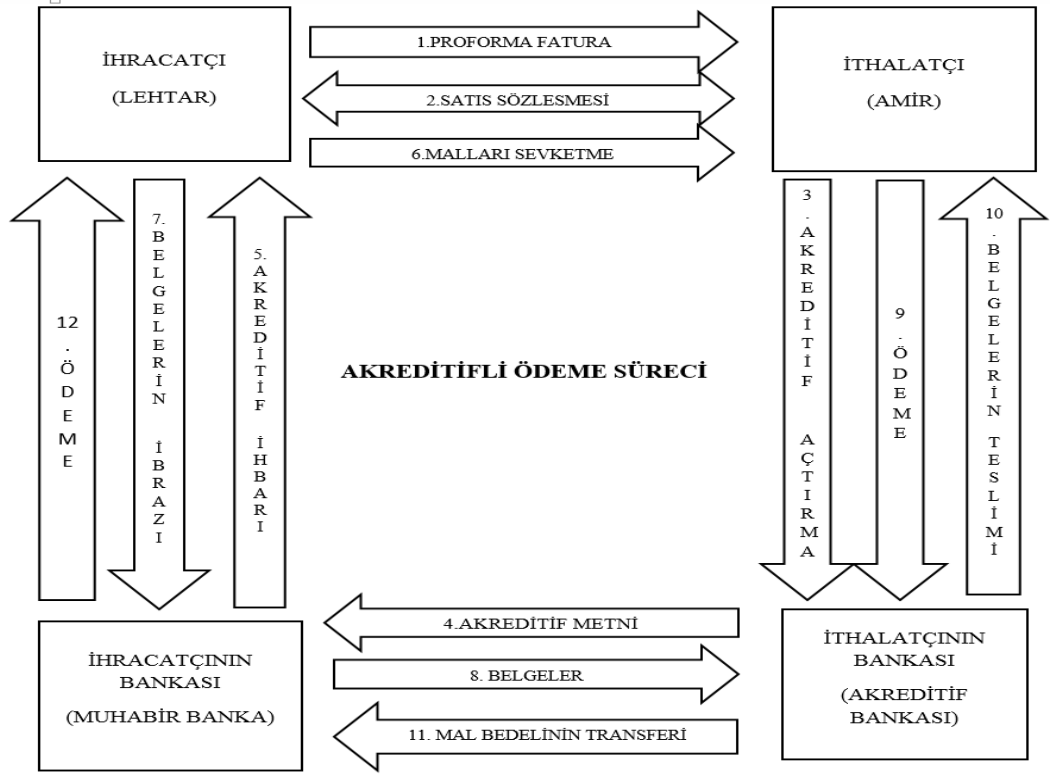 İHRACATÇI
(LEHTAR)
1.PROFORMA FATURA
2.SATIS SÖZLESMESİ
6.MALLARI SEVKETME
İTHALATÇI
(AMİR)
12.ÖDEME
7.BELGELERİN İBRAZI
5.AKREDİTİF İHBARI
AKREDİTİFLİ ÖDEME SÜRECİ
3.AKREDİTİF AÇTIRMA
9.ÖDEME
10.BELGELERİN TESLİMİ
İHRACATÇININ
BANKASI
(MUHABİR BANKA)
4.AKREDİTİF METNİ
8. BELGELER
11. MAL BEDELİNİN TRANSFERİ
İTHALATÇININ
BANKASI
(AKREDİTİF
BANKASI)